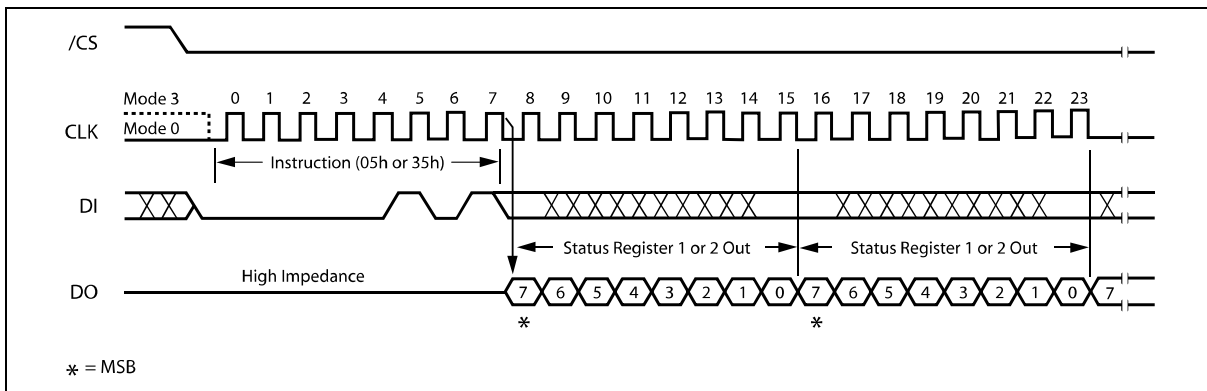 /CS
Mode 3
0 1 2 3 4 5 6 7 8 9 10 11 12 13 14 15 16 17 18 19 20 21 22 23
CLK
Mode 0
Instruction (05h or 35h)
DI
Status Register 1 or 2 Out
Status Register 1 or 2 Out
High Impedance
DO
7 6 5 4 3 2 1 0 7 6 5 4 3 2 1 0 7
* *
* = MSB